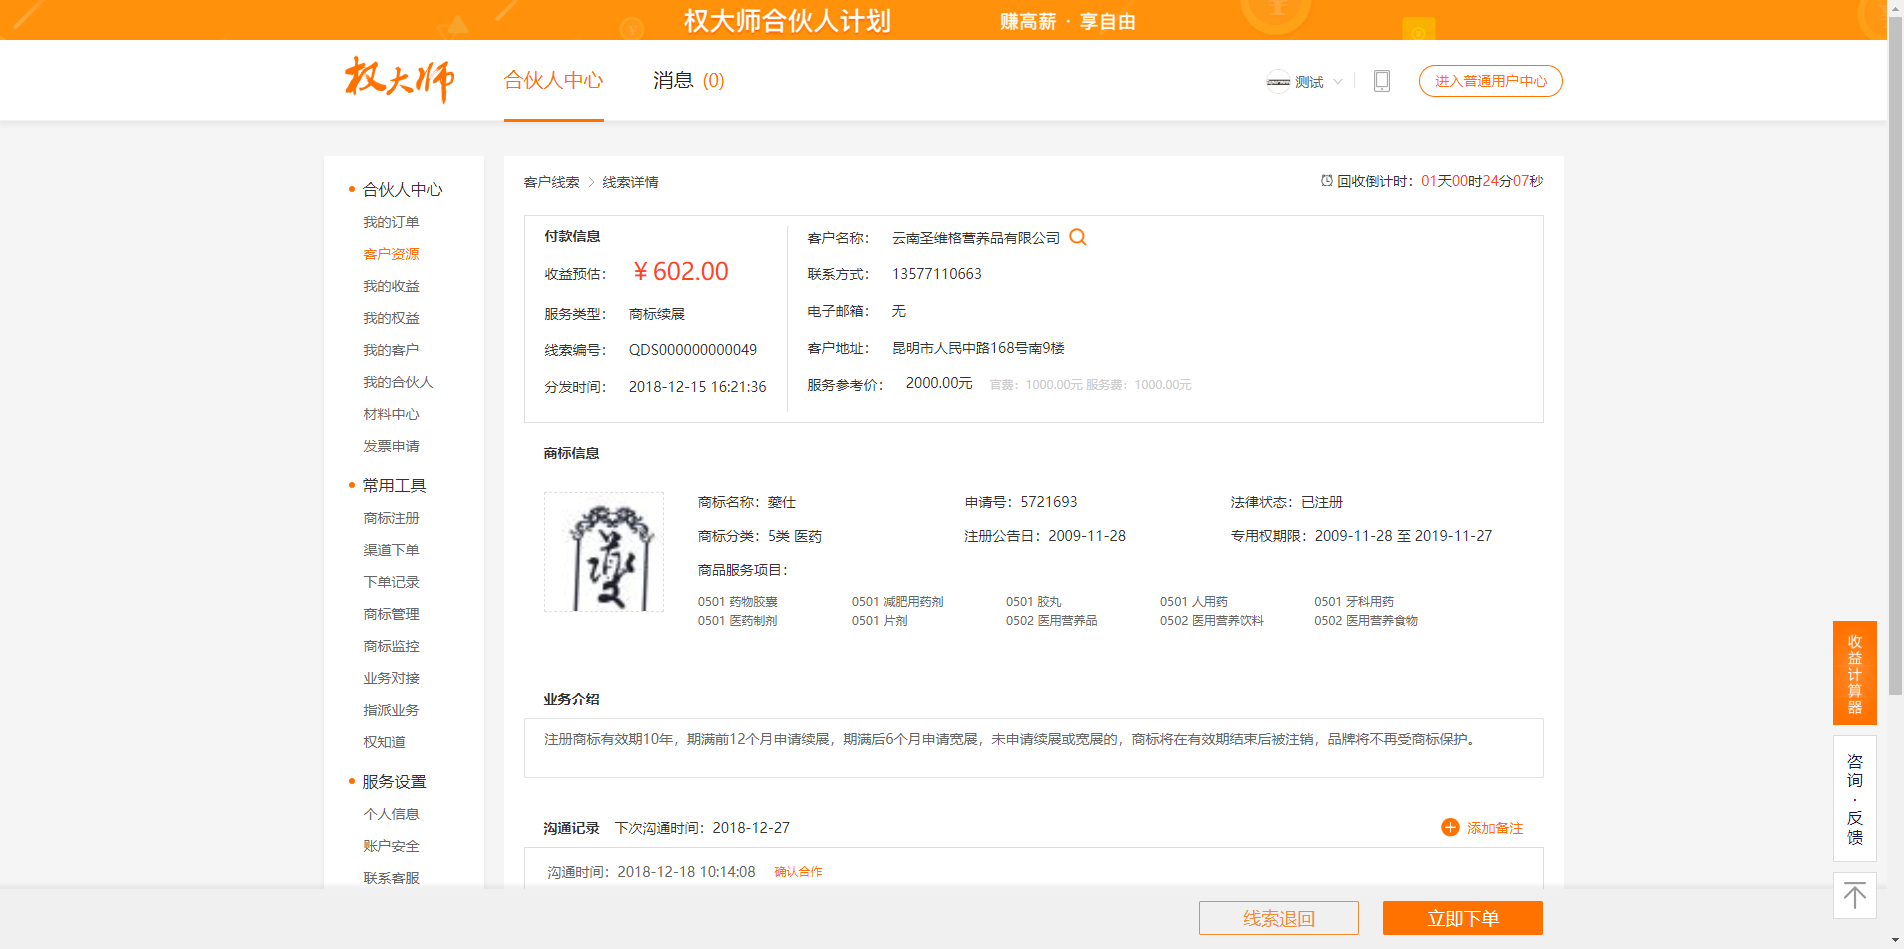 权大师合伙人计划 赚高薪 · 享自由
权大师 合伙人中心 消息 (0) 测试 进入普通用户中心
合伙人中心
我的订单
客户资源
我的收益
我的权益
我的客户
我的合伙人
材料中心
发票申请
常用工具
商标注册
渠道下单
下单记录
商标管理
商标监控
业务对接
指派业务
权知道
服务设置
个人信息
账户安全
联系客服
客户线索 > 线索详情 回收倒计时：01天00时24分07秒
付款信息
收益预估： ￥602.00
服务类型： 商标续展
线索编号： QDS000000000049
分发时间： 2018-12-15 16:21:36
客户名称： 云南圣维格营养品有限公司
联系方式： 13577110663
电子邮箱： 无
客户地址： 昆明市人民中路168号南9楼
服务参考价： 2000.00元 官费：1000.00元 服务费：1000.00元
商标信息
商标名称：夔仕 申请号：5721693 法律状态：已注册
商标分类：5类 医药 注册公告日：2009-11-28 专用权期限：2009-11-28 至 2019-11-27
商品服务项目：
0501 药物胶囊 0501 减肥用药剂 0501 胶丸 0501 人用药 0501 牙科用药
0501 医药制剂 0501 片剂 0502 医用营养品 0502 医用营养饮料 0502 医用营养食物
业务介绍
注册商标有效期10年，期满前12个月申请续展，期满后6个月申请宽展，未申请续展或宽展的，商标将在有效期结束后被注销，品牌将不再受商标保护。
沟通记录 下次沟通时间：2018-12-27 添加备注
沟通时间：2018-12-18 10:14:08 确认合作
线索退回 立即下单
收益计算器
咨询·反馈